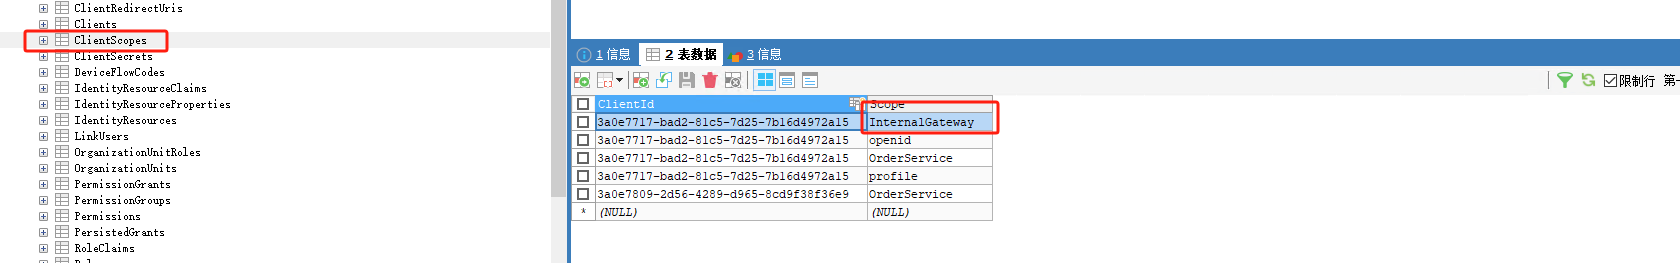 ClientRedirectUris
Clients
ClientScopes
ClientSecrets
DeviceFlowCodes
IdentityResourceClaims
IdentityResourceProperties
IdentityResources
LinkUsers
OrganizationUnitRoles
OrganizationUnits
PermissionGrants
PermissionGroups
Permissions
PersistedGrants
RoleClaims
1 信息 2 表数据 3 信息
限制行 第一
ClientId Scope
3a0e7717-bad2-81c5-7d25-7b16d4972a15 InternalGateway
3a0e7717-bad2-81c5-7d25-7b16d4972a15 openid
3a0e7717-bad2-81c5-7d25-7b16d4972a15 OrderService
3a0e7717-bad2-81c5-7d25-7b16d4972a15 profile
3a0e7809-2d56-4289-d965-8cd9f38f36e9 OrderService
* (NULL) (NULL)